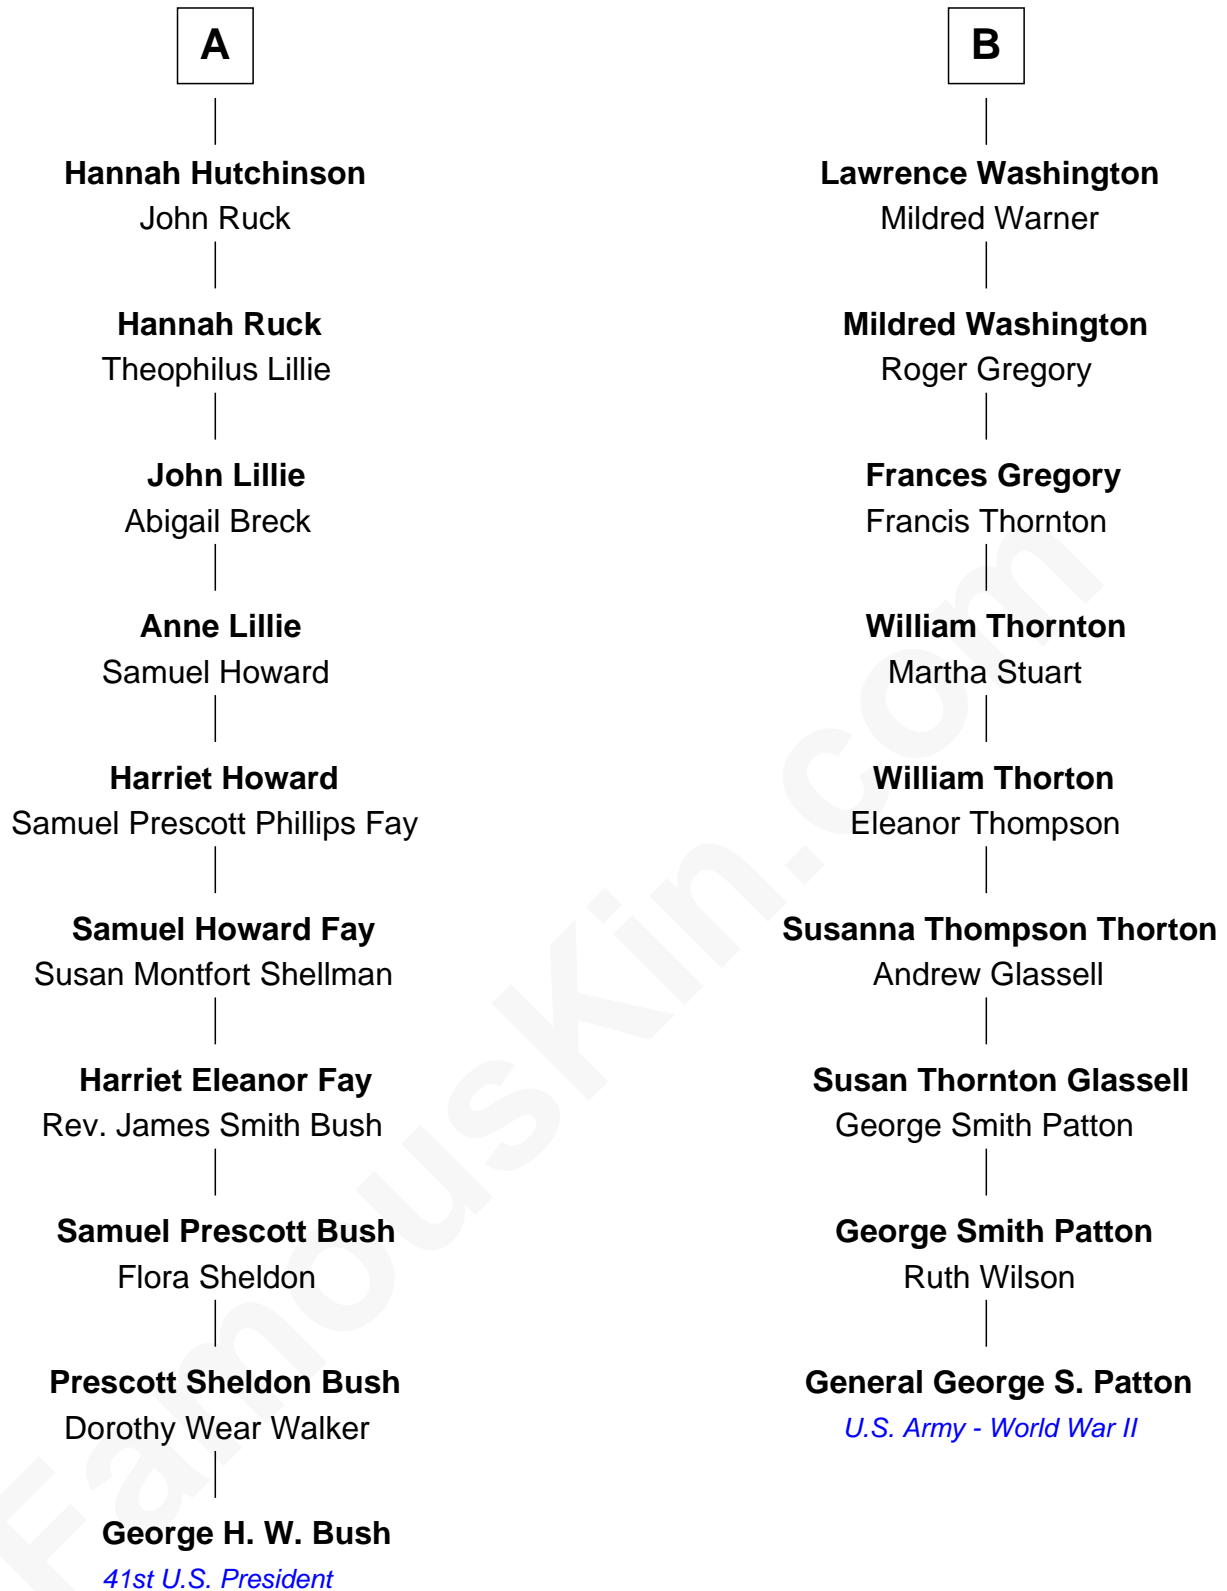 A
Hannah Hutchinson
John Ruck
Hannah Ruck
Theophilus Lillie
John Lillie
Abigail Breck
Anne Lillie
Samuel Howard
Harriet Howard
Samuel Prescott Phillips Fay
Samuel Howard Fay
Susan Montfort Shellman
Harriet Eleanor Fay
Rev. James Smith Bush
Samuel Prescott Bush
Flora Sheldon
Prescott Sheldon Bush
Dorothy Wear Walker
George H. W. Bush
41st U.S. President
B
Lawrence Washington
Mildred Warner
Mildred Washington
Roger Gregory
Frances Gregory
Francis Thornton
William Thornton
Martha Stuart
William Thorton
Eleanor Thompson
Susanna Thompson Thorton
Andrew Glassell
Susan Thornton Glassell
George Smith Patton
George Smith Patton
Ruth Wilson
General George S. Patton
U.S. Army - World War II
FamousKin.com